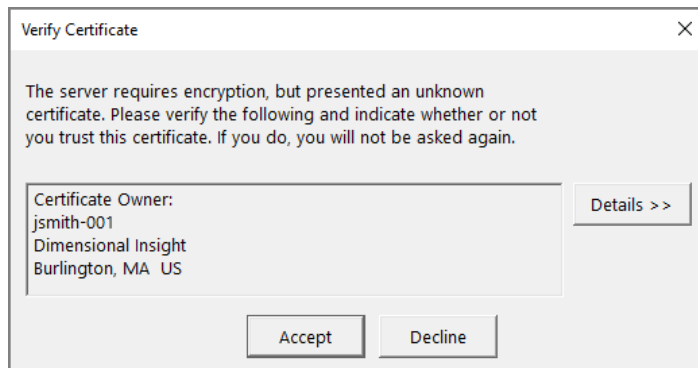 Verify Certificate
The server requires encryption, but presented an unknown
certificate. Please verify the following and indicate whether or not
you trust this certificate. If you do, you will not be asked again.
Certificate Owner:
jsmith-001
Dimensional Insight
Burlington, MA  US
Details >>
Accept
Decline